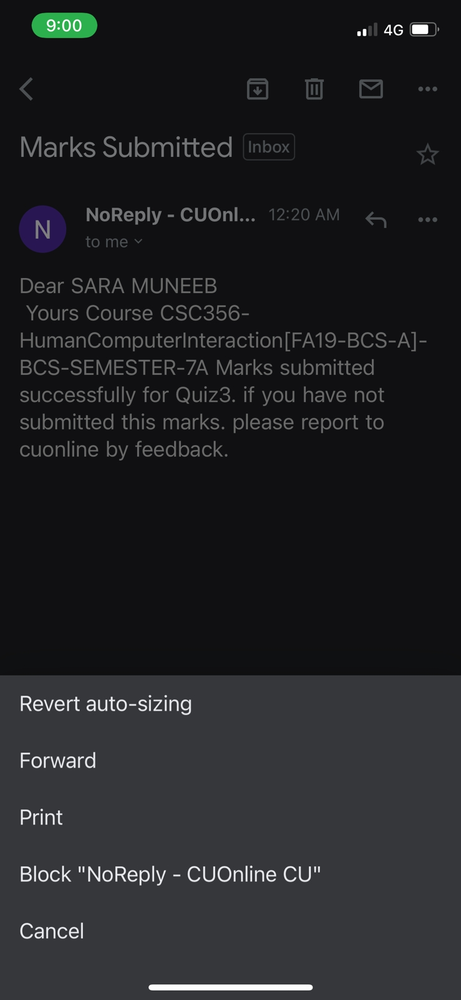 9:00
4G
Marks Submitted Inbox
N
NoReply - CUOnl... 12:20 AM
to me
Dear SARA MUNEEB
Yours Course CSC356-
HumanComputerInteraction[FA19-BCS-A]-
BCS-SEMESTER-7A Marks submitted
successfully for Quiz3. if you have not
submitted this marks. please report to
cuonline by feedback.
Revert auto-sizing
Forward
Print
Block "NoReply - CUOnline CU"
Cancel